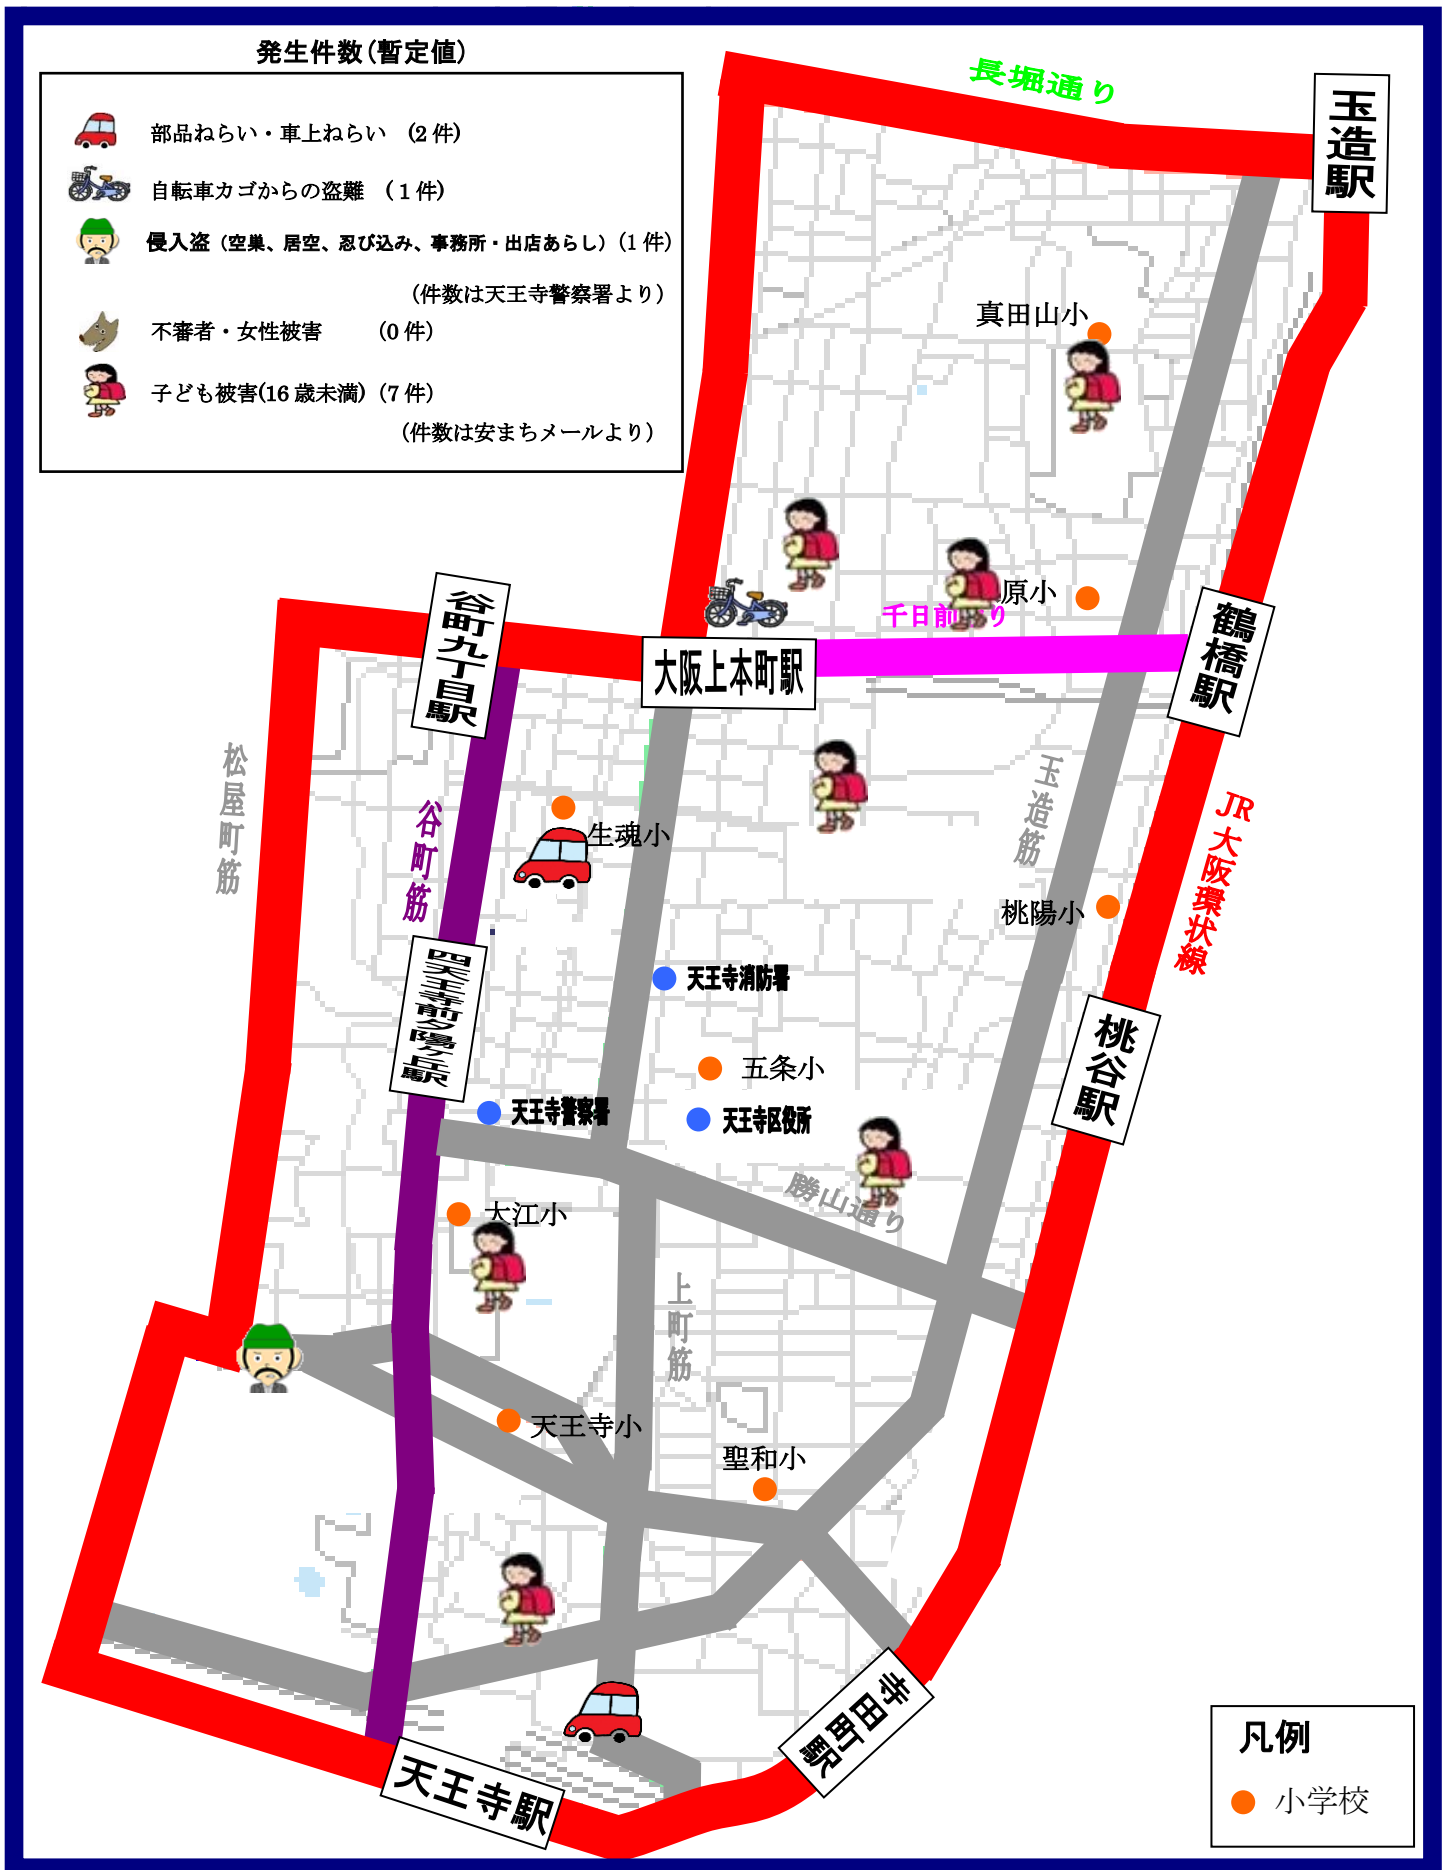 発生件数(暫定値)
部品ねらい・車上ねらい (2件)
自転車カゴからの盗難 (1件)
侵入盗(空巣、居空、忍び込み、事務所・出店あらし)(1件)
(件数は天王寺警察署より)
不審者・女性被害 (0件)
子ども被害(16歳未満) (7件)
(件数は安まちメールより)
長堀通り
玉造駅
真田山小
原小
千日前
り
谷町九丁目駅
大阪上本町駅
鶴橋駅
松屋町筋
谷町筋
玉造筋
JR大阪環状線
生魂小
桃陽小
四天王寺前夕陽ヶ丘駅
天王寺消防署
桃谷駅
五条小
天王寺警察署
天王寺区役所
勝山通り
大江小
上町筋
天王寺小
聖和小
寺田町駅
天王寺駅
凡例
小学校